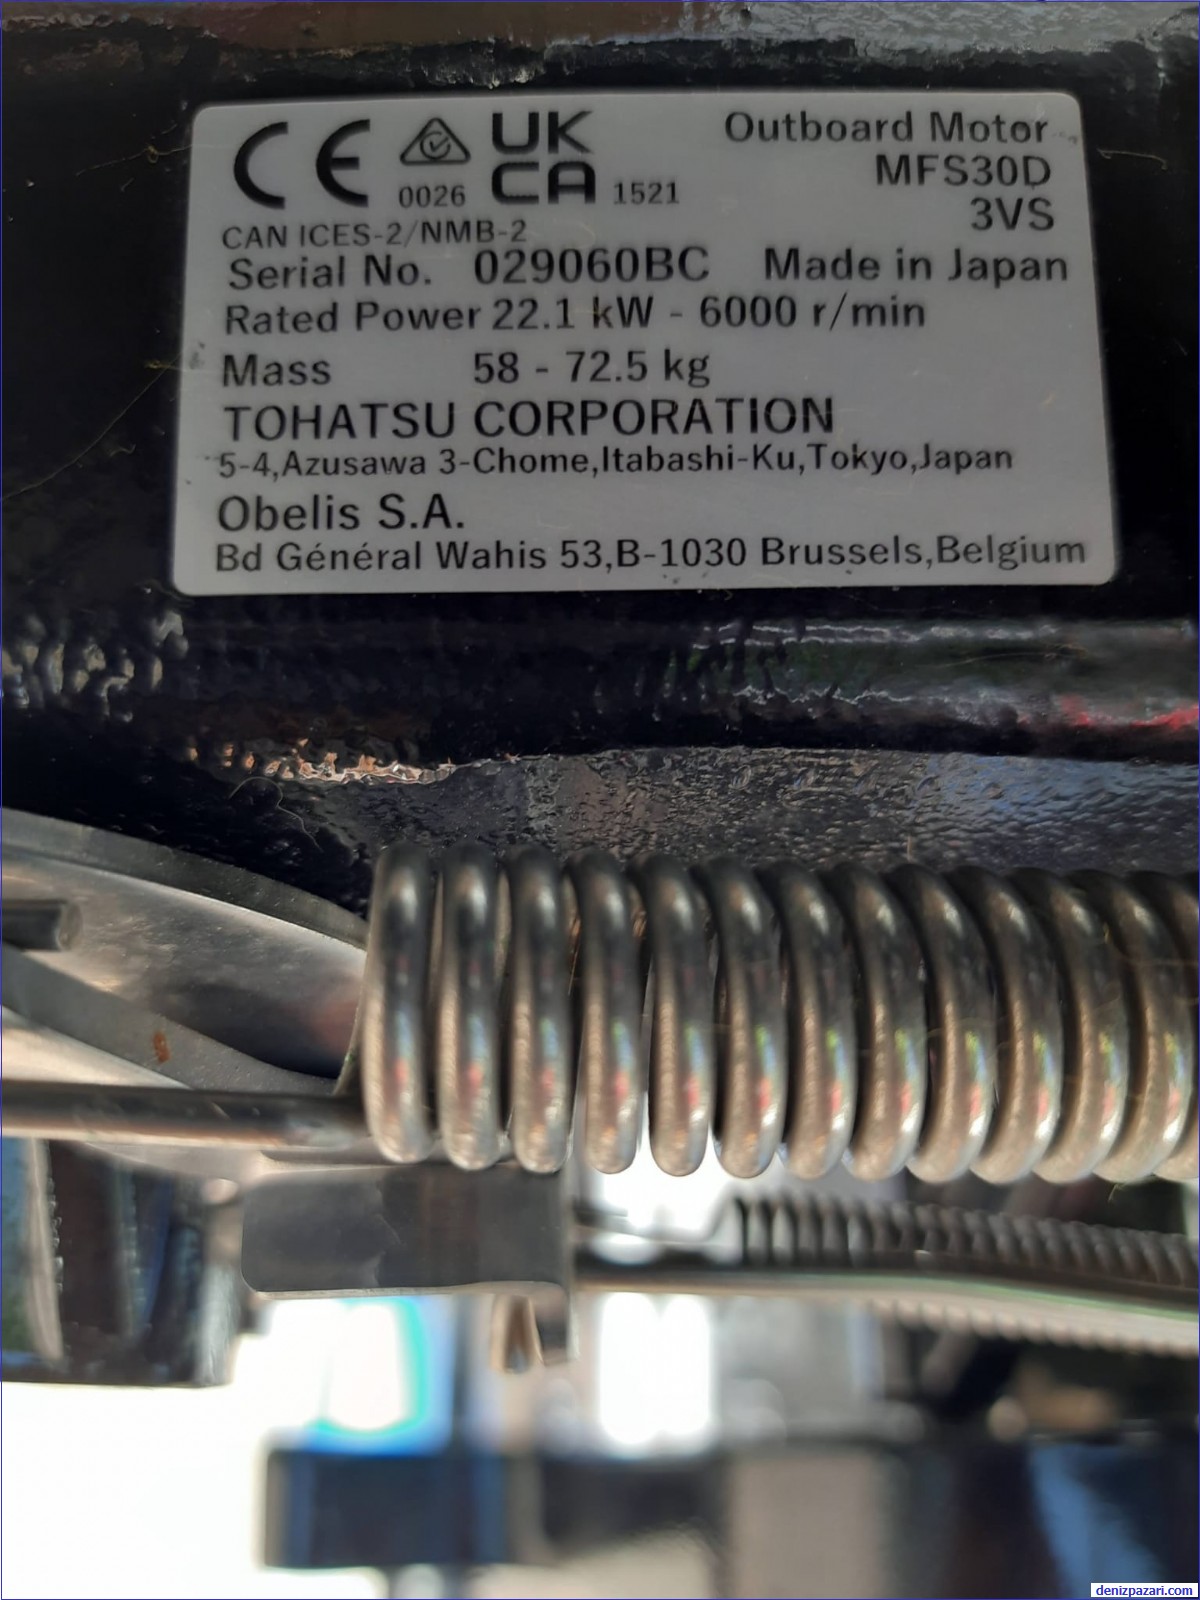 CE 0026 UK CA 1521
Outboard Motor
MFS30D
3VS
CAN ICES-2/NMB-2
Serial No. 029060BC Made in Japan
Rated Power 22.1 kW - 6000 r/min
Mass 58 - 72.5 kg
TOHATSU CORPORATION
5-4,Azusawa 3-Chome,Itabashi-Ku,Tokyo,Japan
Obelis S.A.
Bd Général Wahis 53,B-1030 Brussels,Belgium
denizpazari.com